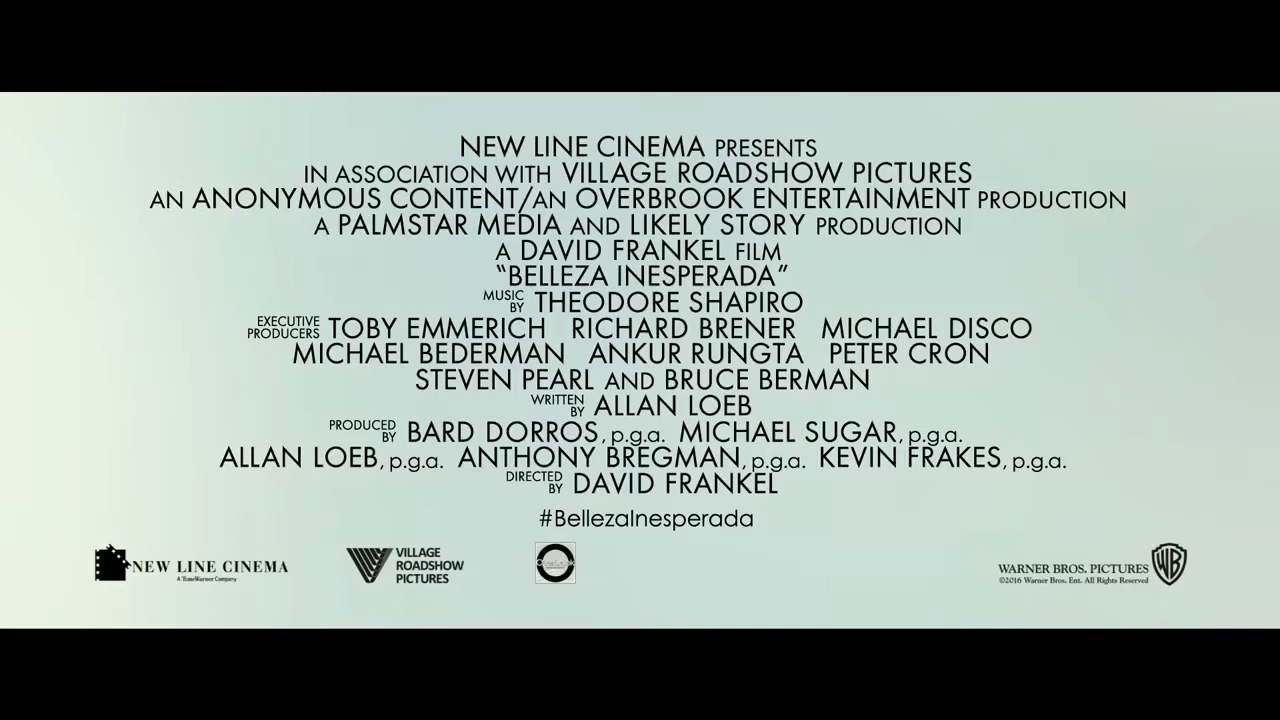 NEW LINE CINEMA PRESENTS
IN ASSOCIATION WITH VILLAGE ROADSHOW PICTURES
AN ANONYMOUS CONTENT/AN OVERBROOK ENTERTAINMENT PRODUCTION
A PALMSTAR MEDIA AND LIKELY STORY PRODUCTION
A DAVID FRANKEL FILM
“BELLEZA INESPERADA”
MUSIC BY THEODORE SHAPIRO
EXECUTIVE PRODUCERS TOBY EMMERICH RICHARD BRENER MICHAEL DISCO
MICHAEL BEDERMAN ANKUR RUNGTA PETER CRON
STEVEN PEARL AND BRUCE BERMAN
WRITTEN BY ALLAN LOEB
PRODUCED BY BARD DORROS, p.g.a. MICHAEL SUGAR, p.g.a.
ALLAN LOEB, p.g.a. ANTHONY BREGMAN, p.g.a. KEVIN FRAKES, p.g.a.
DIRECTED BY DAVID FRANKEL
#BellezaInesperada
NEW LINE CINEMA
A TimeWarner Company
VILLAGE
ROADSHOW
PICTURES
WARNER BROS. PICTURES
©2016 Warner Bros. Ent. All Rights Reserved
WB